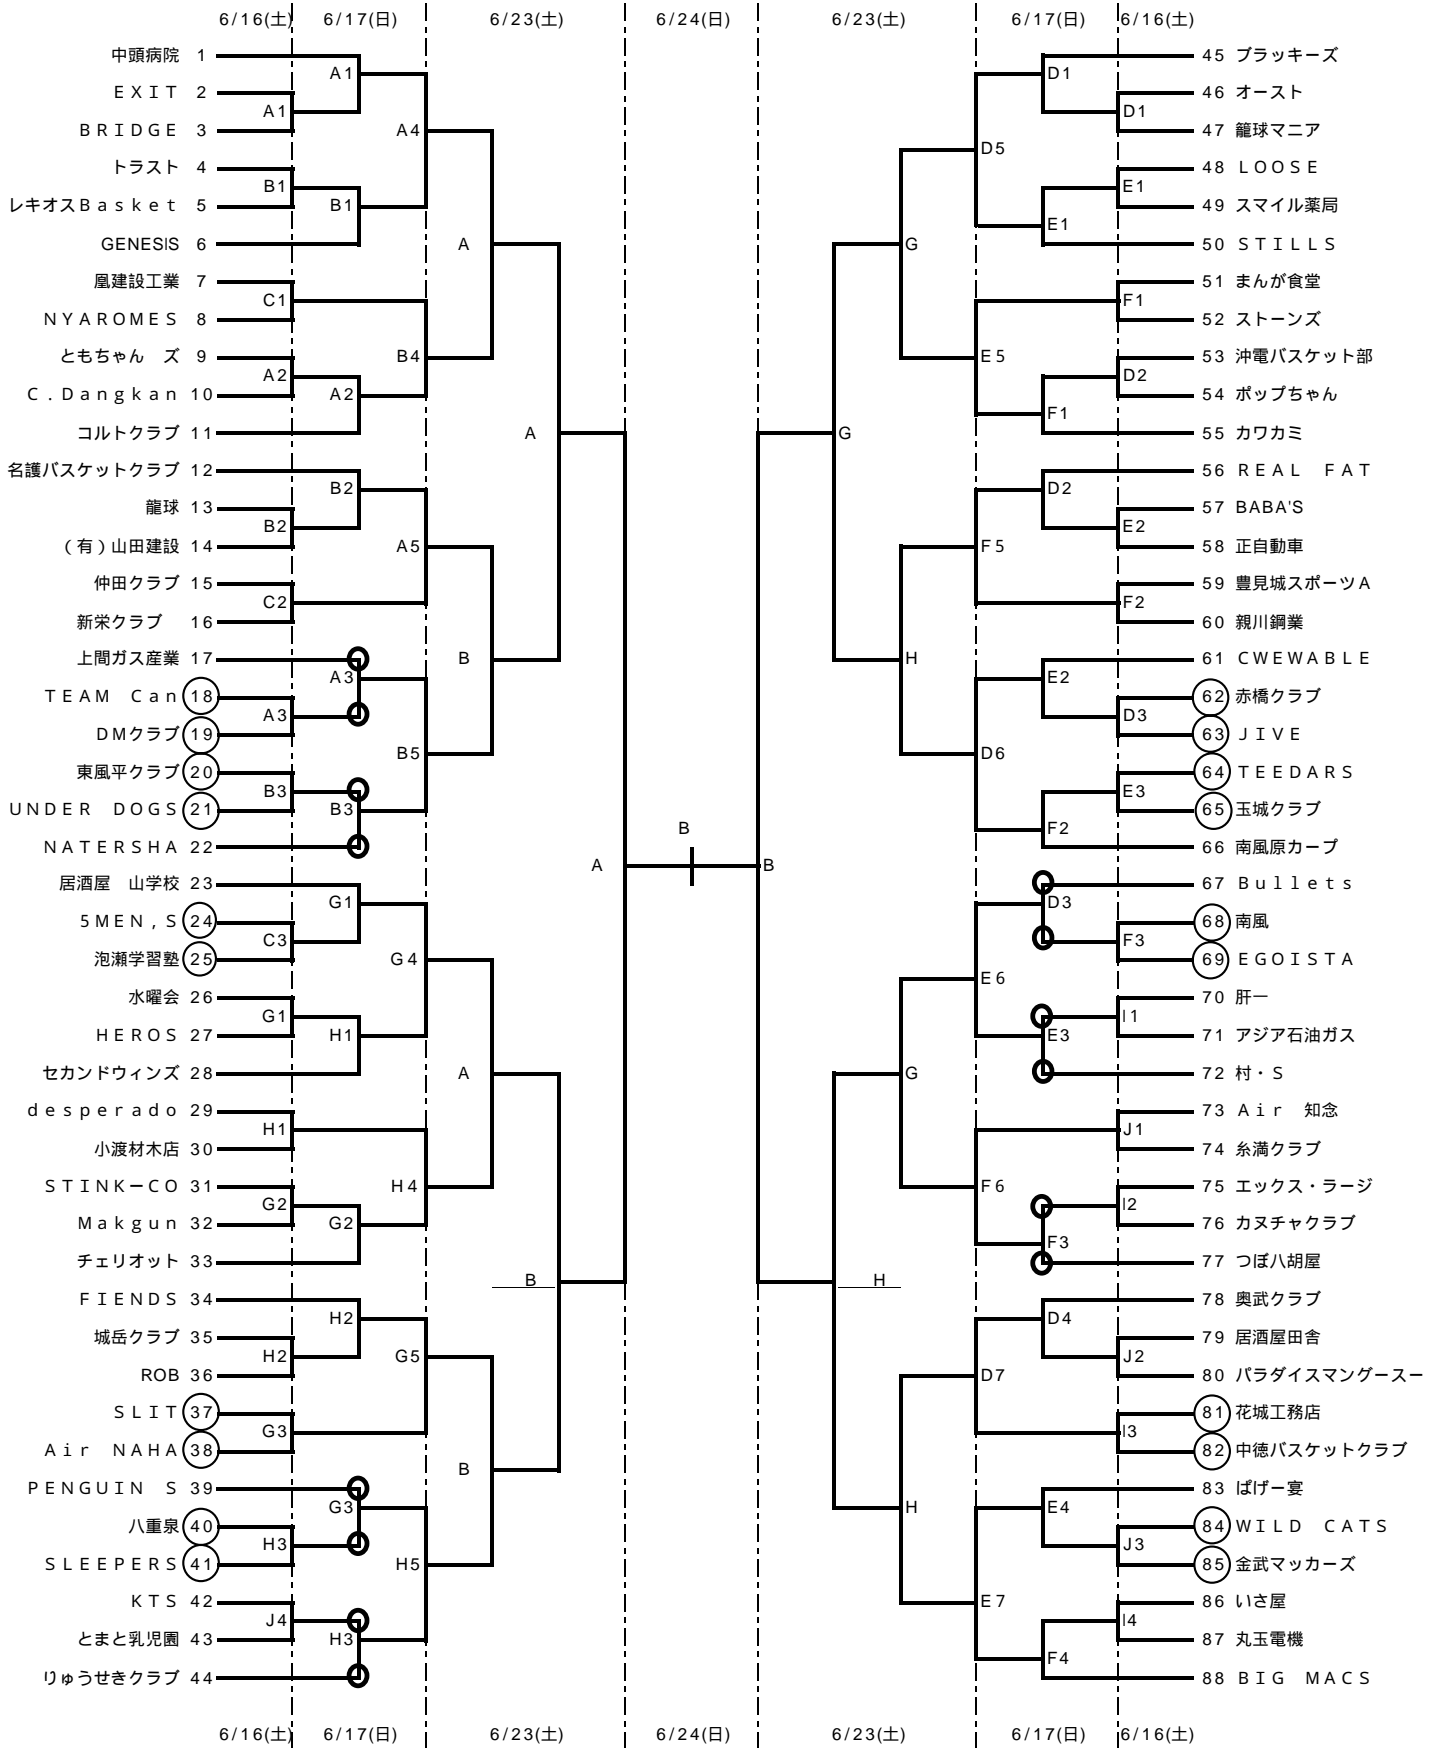 6/16(土) 6/17(日) 6/23(土) 6/24(日) 6/23(土) 6/17(日) 6/16(土)
中頭病院 1
EXIT 2
BRIDGE 3
トラスト 4
レキオスBasket 5
GENESIS 6
凰建設工業 7
NYAROMES 8
ともちゃん ズ 9
C.Dangkan 10
コルトクラブ 11
名護バスケットクラブ 12
龍球 13
(有)山田建設 14
仲田クラブ 15
新栄クラブ 16
上間ガス産業 17
TEAM Can 18
DMクラブ 19
東風平クラブ 20
UNDER DOGS 21
NATERSHA 22
居酒屋 山学校 23
5MEN,S 24
泡瀬学習塾 25
水曜会 26
HEROS 27
セカンドウィンズ 28
desperado 29
小渡材木店 30
STINK－CO 31
Makgun 32
チェリオット 33
FIENDS 34
城岳クラブ 35
ROB 36
SLIT 37
Air NAHA 38
PENGUIN S 39
八重泉 40
SLEEPERS 41
KTS 42
とまと乳児園 43
りゅうせきクラブ 44
A1
B1
C1
A2
B2
C2
A3
B3
C3
G1
H1
G2
H2
G3
H3
J4
A1
B1
A2
B2
A3
B3
G1
H1
G2
H2
G3
H3
A4
B4
A5
B5
G4
H4
G5
H5
A
B
A
B
A
B
A
B
B
G
H
G
H
G
H
D5
E5
F5
D6
E6
F6
D7
E7
D1
E1
F1
D2
E2
F2
D3
E3
F3
D4
E4
F4
D1
E1
F1
D2
E2
F2
D3
E3
F3
I1
J1
I2
J2
I3
J3
I4
45 ブラッキーズ
46 オースト
47 籠球マニア
48 LOOSE
49 スマイル薬局
50 STILLS
51 まんが食堂
52 ストーンズ
53 沖電バスケット部
54 ポップちゃん
55 カワカミ
56 REAL FAT
57 BABA'S
58 正自動車
59 豊見城スポーツA
60 親川鋼業
61 CWEWABLE
62 赤橋クラブ
63 JIVE
64 TEEDARS
65 玉城クラブ
66 南風原カープ
67 Bullets
68 南風
69 EGOISTA
70 肝一
71 アジア石油ガス
72 村・S
73 Air 知念
74 糸満クラブ
75 エックス・ラージ
76 カヌチャクラブ
77 つぼ八胡屋
78 奥武クラブ
79 居酒屋田舎
80 パラダイスマングースー
81 花城工務店
82 中徳バスケットクラブ
83 ぱげー宴
84 WILD CATS
85 金武マッカーズ
86 いさ屋
87 丸玉電機
88 BIG MACS
6/16(土) 6/17(日) 6/23(土) 6/24(日) 6/23(土) 6/17(日) 6/16(土)